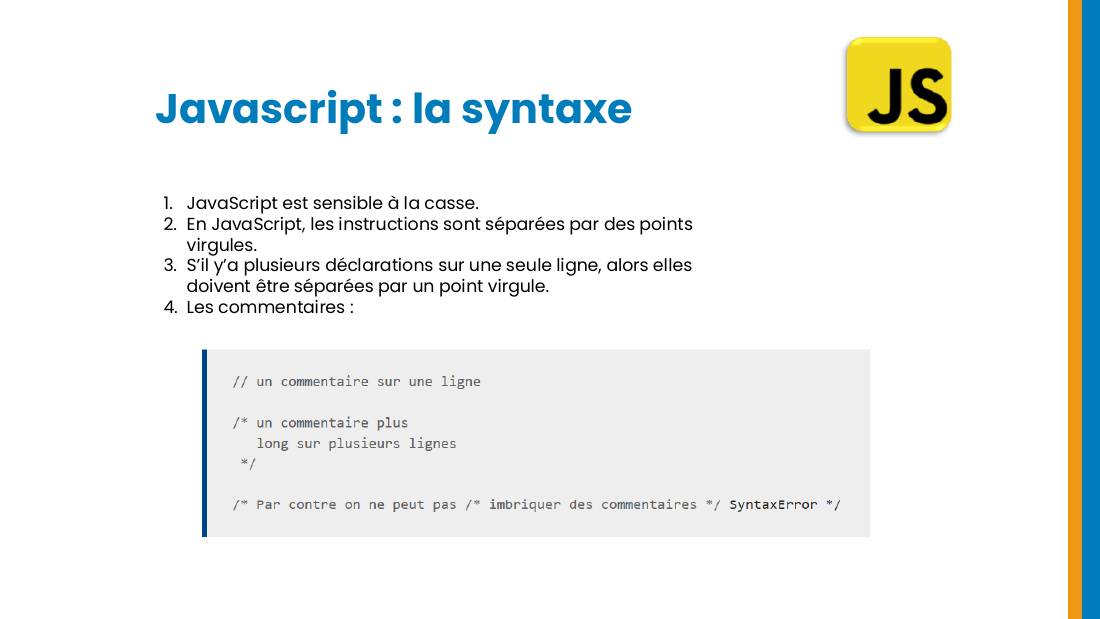 JS
Javascript : la syntaxe
1. JavaScript est sensible à la casse.
2. En JavaScript, les instructions sont séparées par des points
virgules.
3. S’il y’a plusieurs déclarations sur une seule ligne, alors elles
doivent être séparées par un point virgule.
4. Les commentaires :
// un commentaire sur une ligne
/* un commentaire plus
long sur plusieurs lignes
*/
/* Par contre on ne peut pas /* imbriquer des commentaires */ SyntaxError */